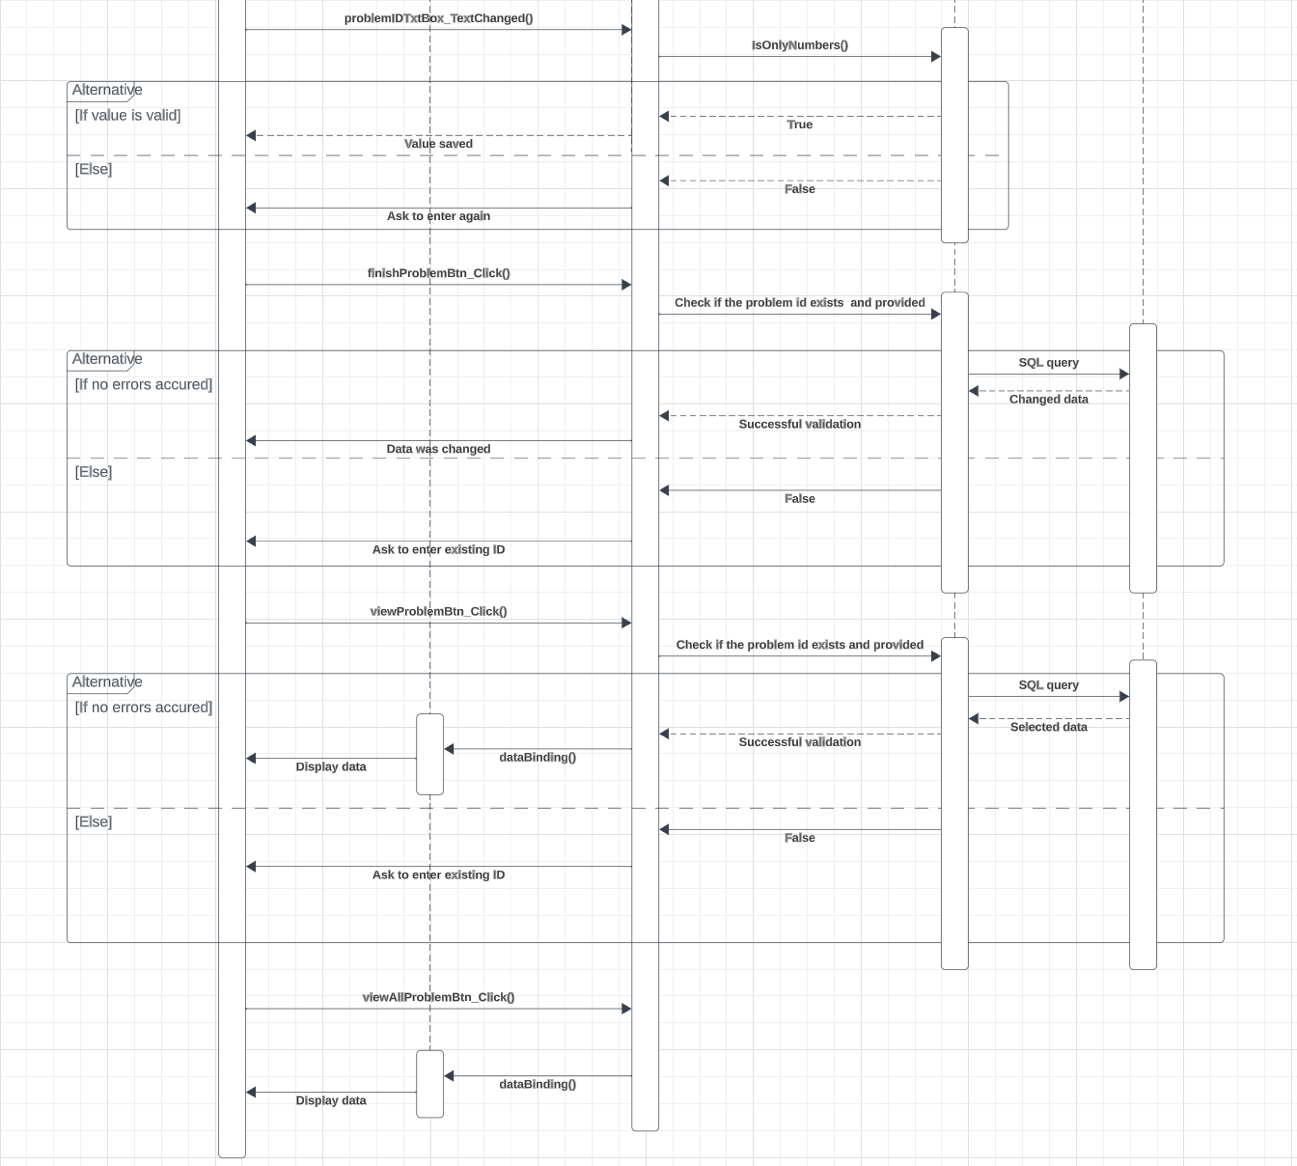 problemIDTxtBox_TextChanged()
IsOnlyNumbers()
Alternative
[If value is valid]
True
Value saved
[Else]
False
Ask to enter again
finishProblemBtn_Click()
Check if the problem id exists  and provided
Alternative
SQL query
[If no errors accured]
Changed data
Successful validation
Data was changed
[Else]
False
Ask to enter existing ID
viewProblemBtn_Click()
Check if the problem id exists and provided
Alternative
SQL query
[If no errors accured]
Selected data
Successful validation
dataBinding()
Display data
[Else]
False
Ask to enter existing ID
viewAllProblemBtn_Click()
dataBinding()
Display data